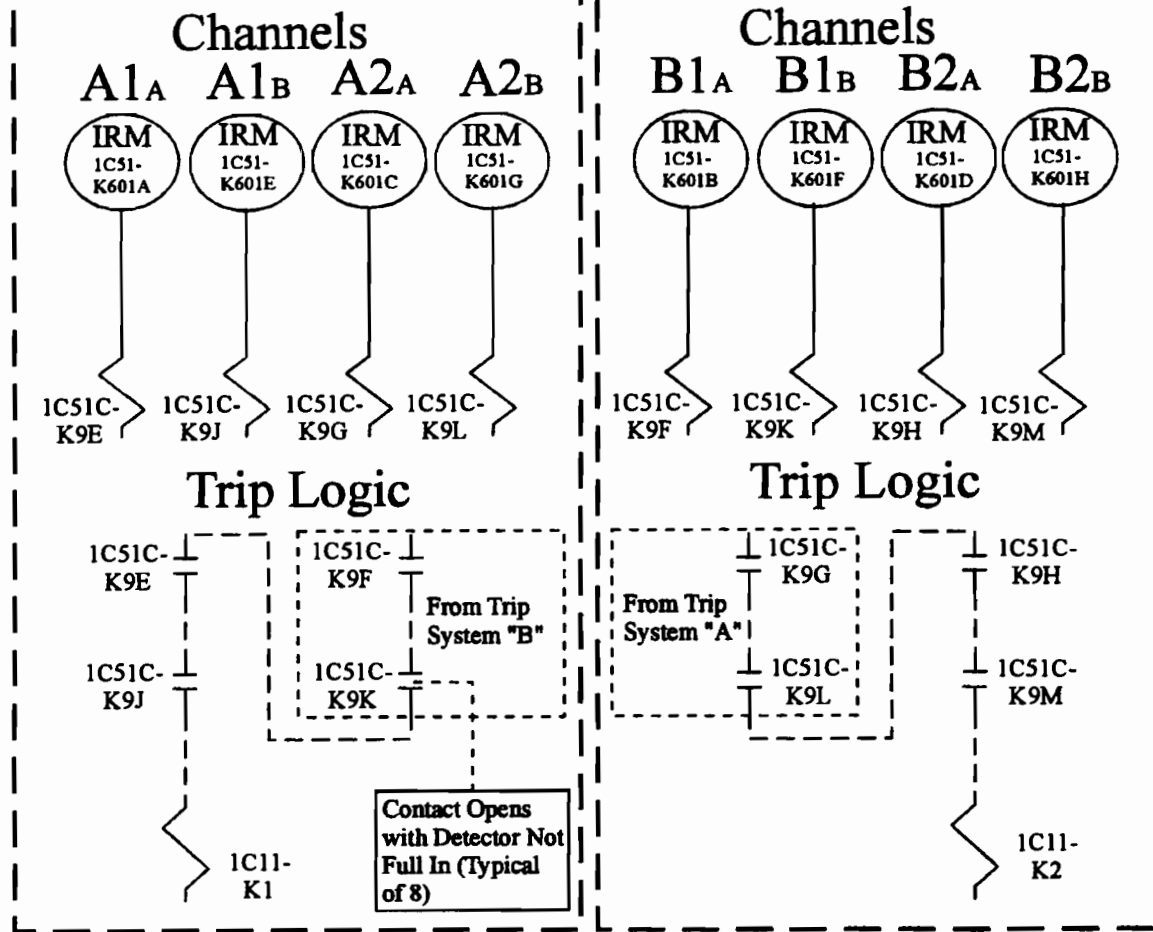 Channels
A1A A1B A2A A2B
IRM
1C51-
K601A
IRM
1C51-
K601E
IRM
1C51-
K601C
IRM
1C51-
K601G
1C51C-
K9E
1C51C-
K9J
1C51C-
K9G
1C51C-
K9L
Trip Logic
1C51C-
K9E
1C51C-
K9J
1C51C-
K9F
From Trip
System "B"
1C51C-
K9K
Contact Opens
with Detector Not
Full In (Typical
of 8)
1C11-
K1
Channels
B1A B1B B2A B2B
IRM
1C51-
K601B
IRM
1C51-
K601F
IRM
1C51-
K601D
IRM
1C51-
K601H
1C51C-
K9F
1C51C-
K9K
1C51C-
K9H
1C51C-
K9M
Trip Logic
1C51C-
K9G
From Trip
System "A"
1C51C-
K9L
1C51C-
K9H
1C51C-
K9M
1C11-
K2